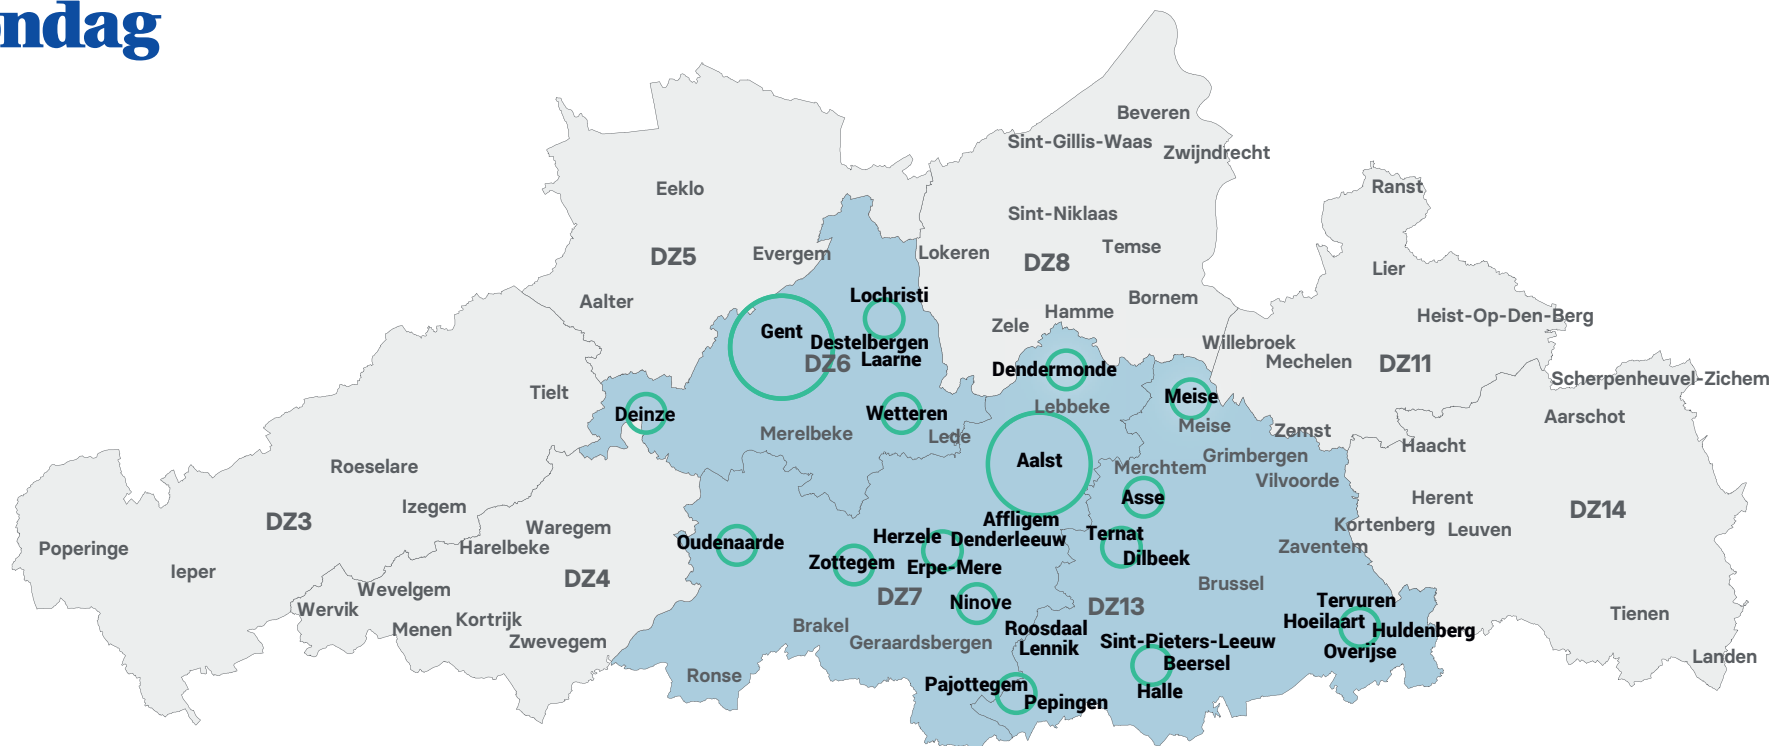 ondag
Beveren
Sint-Gillis-Waas
Zwijndrecht
Eeklo
Ranst
Sint-Niklaas
Evergem
Lokeren
Temse
DZ5
DZ8
Lier
Aalter
Lochristi
Bornem
Hamme
Heist-Op-Den-Berg
Zele
Gent
Destelbergen
Willebroek
DZ6
Laarne
Mechelen
DZ11
Dendermonde
Scherpenheuvel-Zichem
Tielt
Meise
Deinze
Wetteren
Lebbeke
Aarschot
Meise
Merelbeke
Lede
Zemst
Haacht
Grimbergen
Aalst
Merchtem
Roeselare
Vilvoorde
Asse
Herent
Izegem
DZ3
Affligem
DZ14
Waregem
Kortenberg
Leuven
Herzele
Denderleeuw
Ternat
Oudenaarde
Harelbeke
Poperinge
Zaventem
Dilbeek
Zottegem
Erpe-Mere
Ieper
DZ4
Brussel
Wevelgem
DZ7
Ninove
DZ13
Tervuren
Wervik
Tienen
Kortrijk
Hoeilaart
Huldenberg
Menen
Brakel
Roosdaal
Lennik
Zwevegem
Geraardsbergen
Sint-Pieters-Leeuw
Overijse
Landen
Beersel
Ronse
Pajottegem
Halle
Pepingen